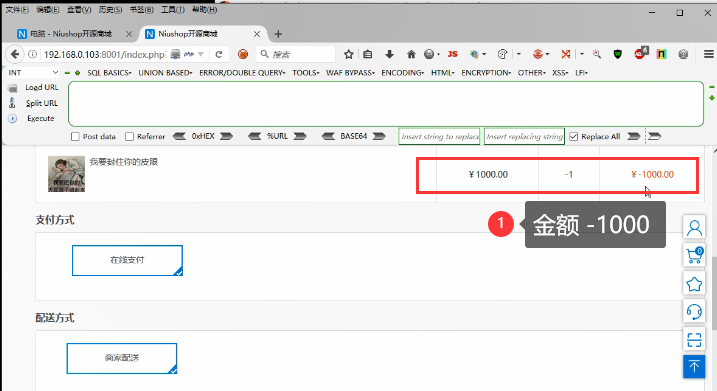 文件(F) 编辑(E) 查看(V) 历史(S) 书签(B) 工具(T) 帮助(H)
电脑 - Niushop开源商城
Niushop开源商城
192.168.0.103:8001/index.php?
php
搜索
JS
6
INT
SQL BASICS UNION BASED ERROR/DOUBLE QUERY TOOLS WAF BYPASS ENCODING HTML ENCRYPTION OTHER XSS LFI
Load URL
Split URL
Execute
Post data Referrer 0xHEX %URL BASE64 Insert string to replace Insert replacing string Replace All
我要封住你的皮眼
¥1000.00 -1 ¥ -1000.00
1
金额 -1000
支付方式
在线支付
0
配送方式
商家配送